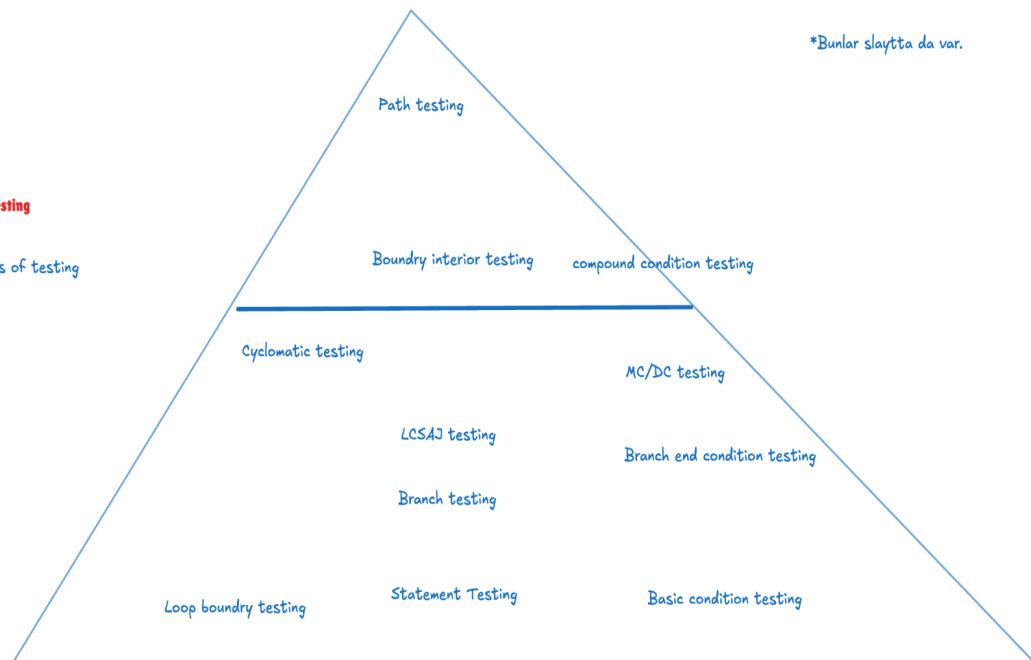 *Bunlar slaytta da var.
Path testing
sting
s of testing
Boundry interior testing
compound condition testing
Cyclomatic testing
MC/DC testing
LCSAJ testing
Branch end condition testing
Branch testing
Statement Testing
Basic condition testing
Loop boundry testing